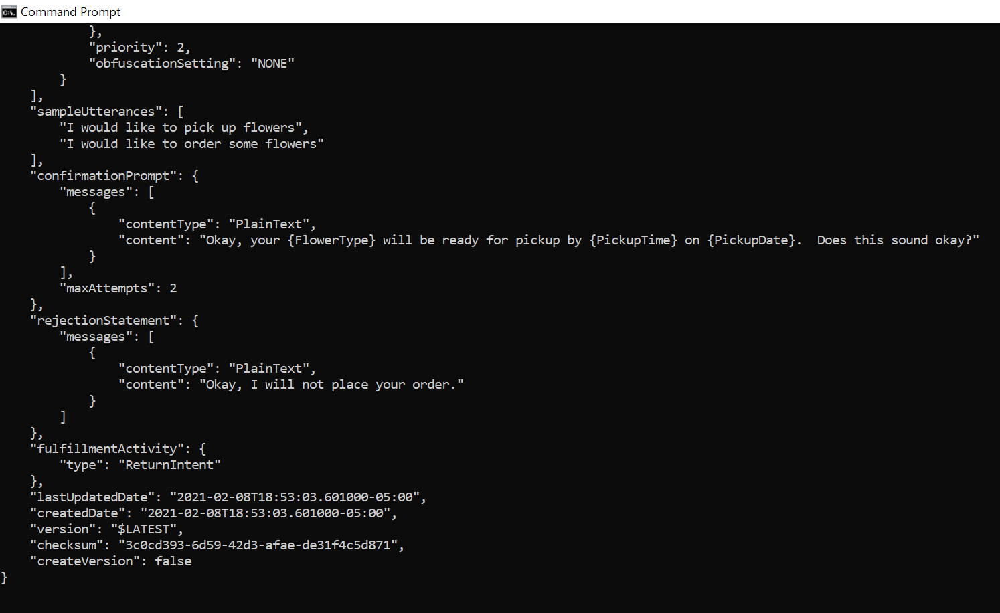 Command Prompt
            },
            "priority": 2,
            "obfuscationSetting": "NONE"
        }
    ],
    "sampleUtterances": [
        "I would like to pick up flowers",
        "I would like to order some flowers"
    ],
    "confirmationPrompt": {
        "messages": [
            {
                "contentType": "PlainText",
                "content": "Okay, your {FlowerType} will be ready for pickup by {PickupTime} on {PickupDate}.  Does this sound okay?"
            }
        ],
        "maxAttempts": 2
    },
    "rejectionStatement": {
        "messages": [
            {
                "contentType": "PlainText",
                "content": "Okay, I will not place your order."
            }
        ]
    },
    "fulfillmentActivity": {
        "type": "ReturnIntent"
    },
    "lastUpdatedDate": "2021-02-08T18:53:03.601000-05:00",
    "createdDate": "2021-02-08T18:53:03.601000-05:00",
    "version": "$LATEST",
    "checksum": "3c0cd393-6d59-42d3-afae-de31f4c5d871",
    "createVersion": false
}